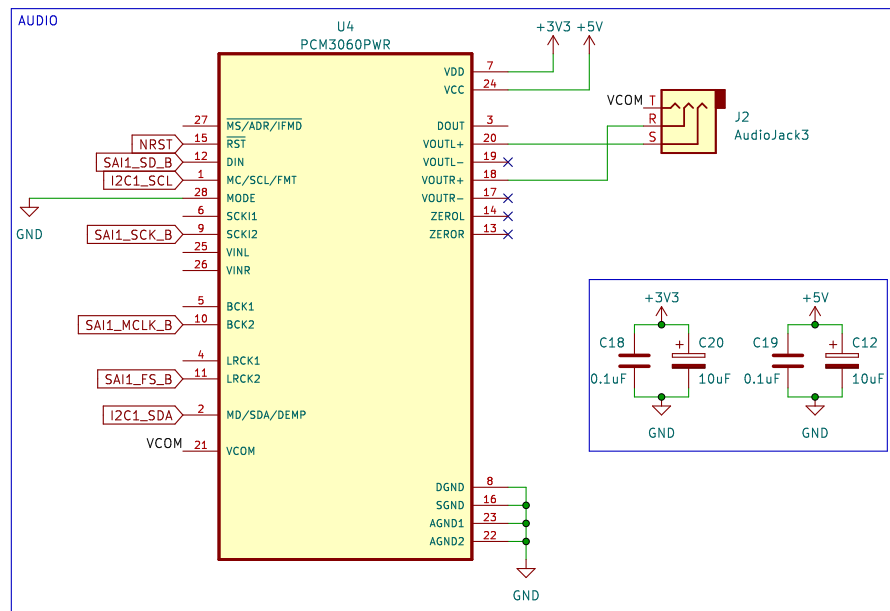 AUDIO
U4
PCM3060PWR
+3V3
+5V
7
VDD
24
VCC
27
MS/ADR/IFMD
3
DOUT
NRST
15
RST
20
VOUTL+
SAI1_SD_B
12
DIN
19
VOUTL-
I2C1_SCL
1
MC/SCL/FMT
18
VOUTR+
28
MODE
17
VOUTR-
GND
6
SCKI1
14
ZEROL
SAI1_SCK_B
9
SCKI2
13
ZEROR
25
VINL
26
VINR
5
BCK1
SAI1_MCLK_B
10
BCK2
4
LRCK1
SAI1_FS_B
11
LRCK2
I2C1_SDA
2
MD/SDA/DEMP
VCOM
21
VCOM
8
DGND
16
SGND
23
AGND1
22
AGND2
GND
VCOM
T
R
S
J2
AudioJack3
+3V3
C18
0.1uF
+
C20
10uF
GND
+5V
C19
0.1uF
+
C12
10uF
GND